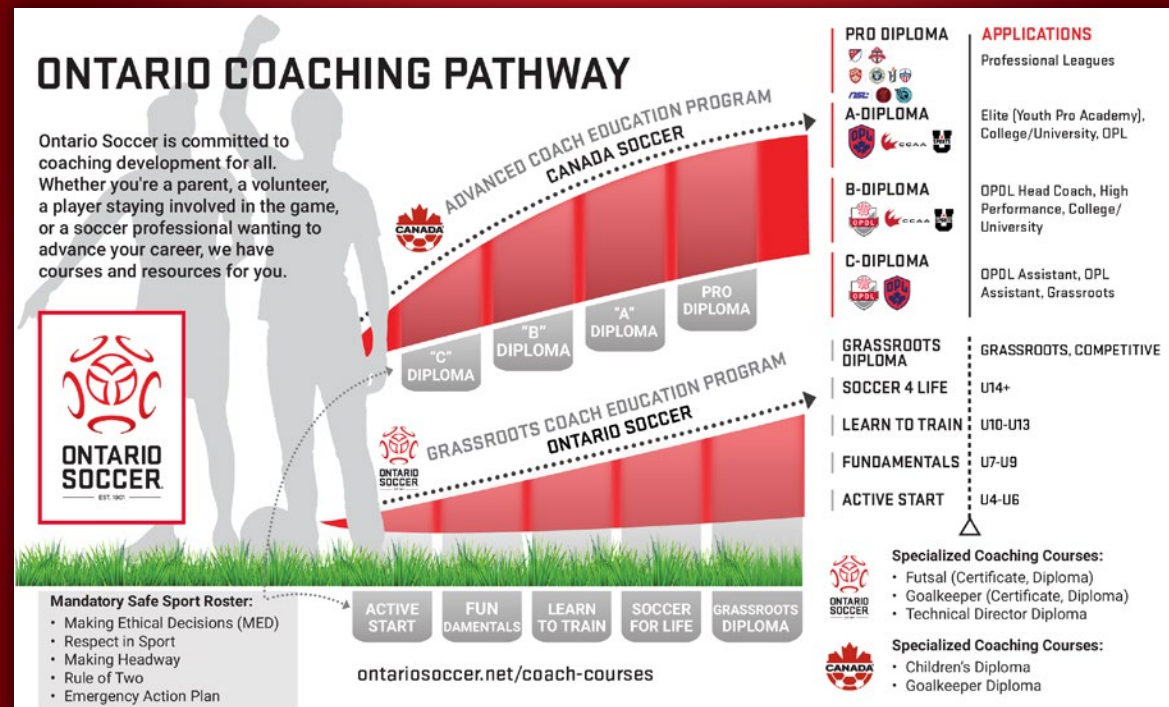 ONTARIO COACHING PATHWAY
Ontario Soccer is committed to
coaching development for all.
Whether you're a parent, a volunteer,
a player staying involved in the game,
or a soccer professional wanting to
advance your career, we have
courses and resources for you.
ONTARIO
SOCCER
EST. 1901
ADVANCED COACH EDUCATION PROGRAM
CANADA SOCCER
CANADA
"C"
DIPLOMA
"B"
DIPLOMA
"A"
DIPLOMA
PRO
DIPLOMA
GRASSROOTS COACH EDUCATION PROGRAM
ONTARIO SOCCER
ONTARIO
SOCCER
ACTIVE
START
FUN
DAMENTALS
LEARN
TO TRAIN
SOCCER
FOR LIFE
GRASSROOTS
DIPLOMA
Mandatory Safe Sport Roster:
• Making Ethical Decisions (MED)
• Respect in Sport
• Making Headway
• Rule of Two
• Emergency Action Plan
ontariosoccer.net/coach-courses
PRO DIPLOMA
APPLICATIONS
Professional Leagues
NSL
A-DIPLOMA
Elite (Youth Pro Academy),
College/University, OPL
OPL
CCAA
U
SPORTS
B-DIPLOMA
OPDL Head Coach, High
Performance, College/
University
OPDL
CCAA
U
SPORTS
C-DIPLOMA
OPDL Assistant, OPL
Assistant, Grassroots
OPDL
OPL
GRASSROOTS
DIPLOMA
GRASSROOTS, COMPETITIVE
SOCCER 4 LIFE
U14+
LEARN TO TRAIN
U10-U13
FUNDAMENTALS
U7-U9
ACTIVE START
U4-U6
ONTARIO
SOCCER
Specialized Coaching Courses:
• Futsal (Certificate, Diploma)
• Goalkeeper (Certificate, Diploma)
• Technical Director Diploma
CANADA
Specialized Coaching Courses:
• Children's Diploma
• Goalkeeper Diploma